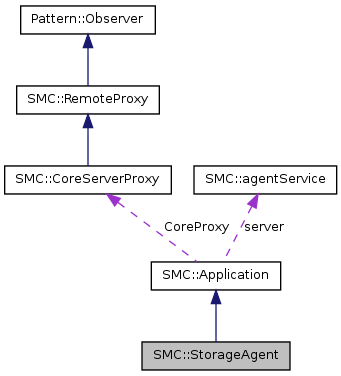 Pattern::Observer
SMC::RemoteProxy
SMC::CoreServerProxy
SMC::agentService
CoreProxy
server
SMC::Application
SMC::StorageAgent